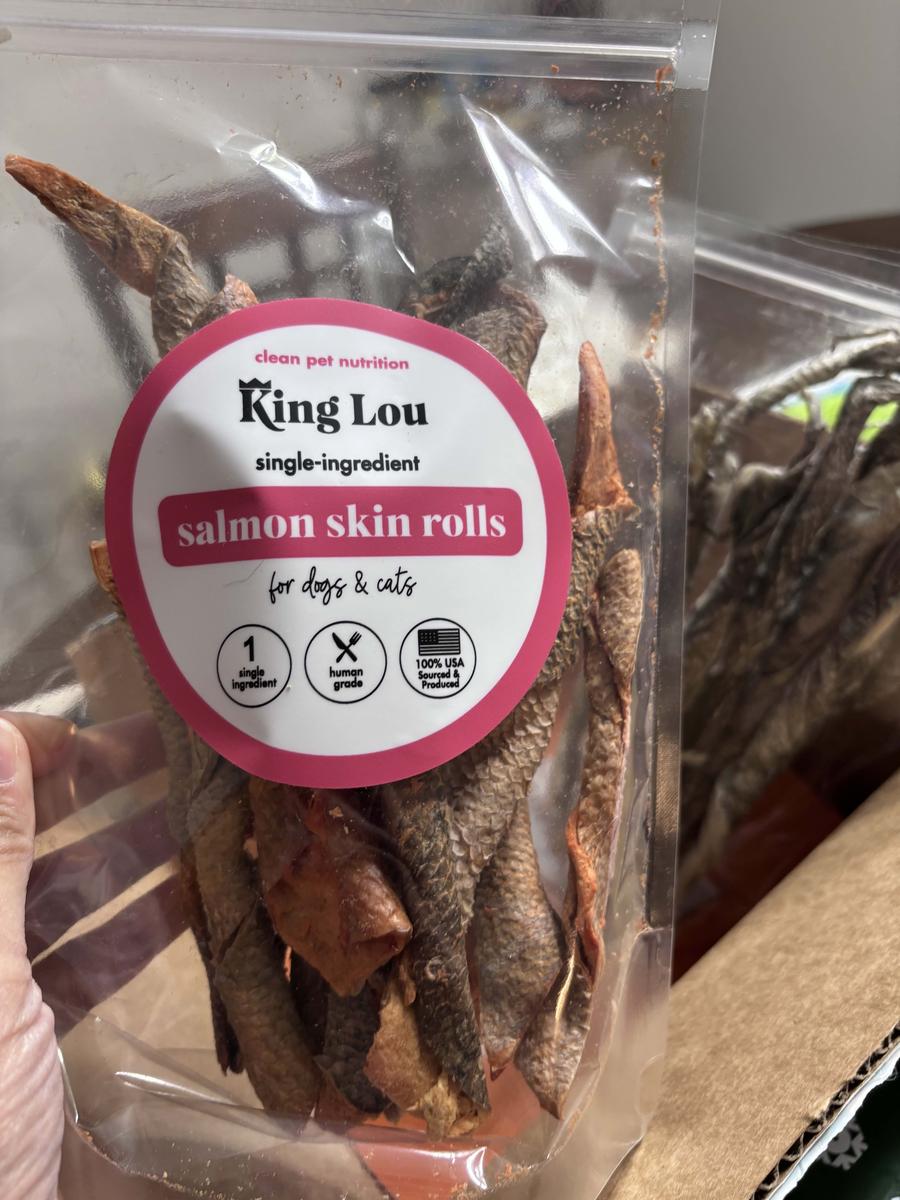 clean pet nutrition
King Lou
single-ingredient
salmon skin rolls
for dogs & cats
1
single
ingredient
human
grade
100% USA
Sourced &
Produced